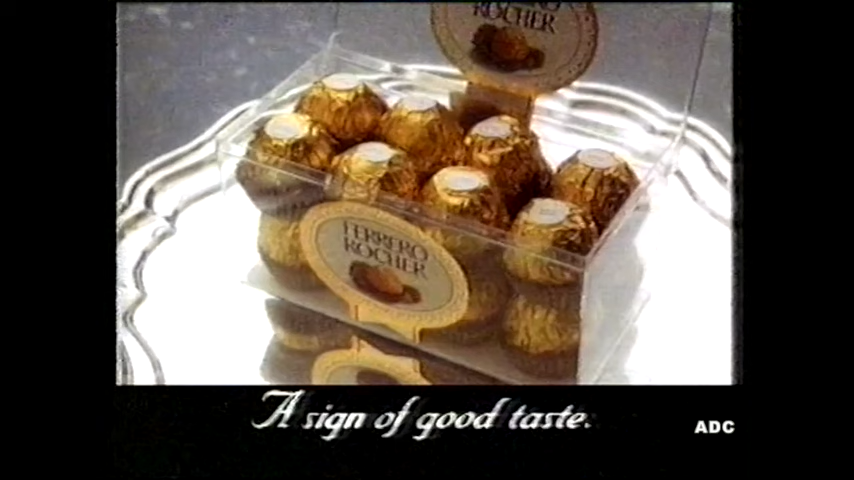 FERRERO
ROCHER
FERRERO
ROCHER
A sign of good taste.
ADC